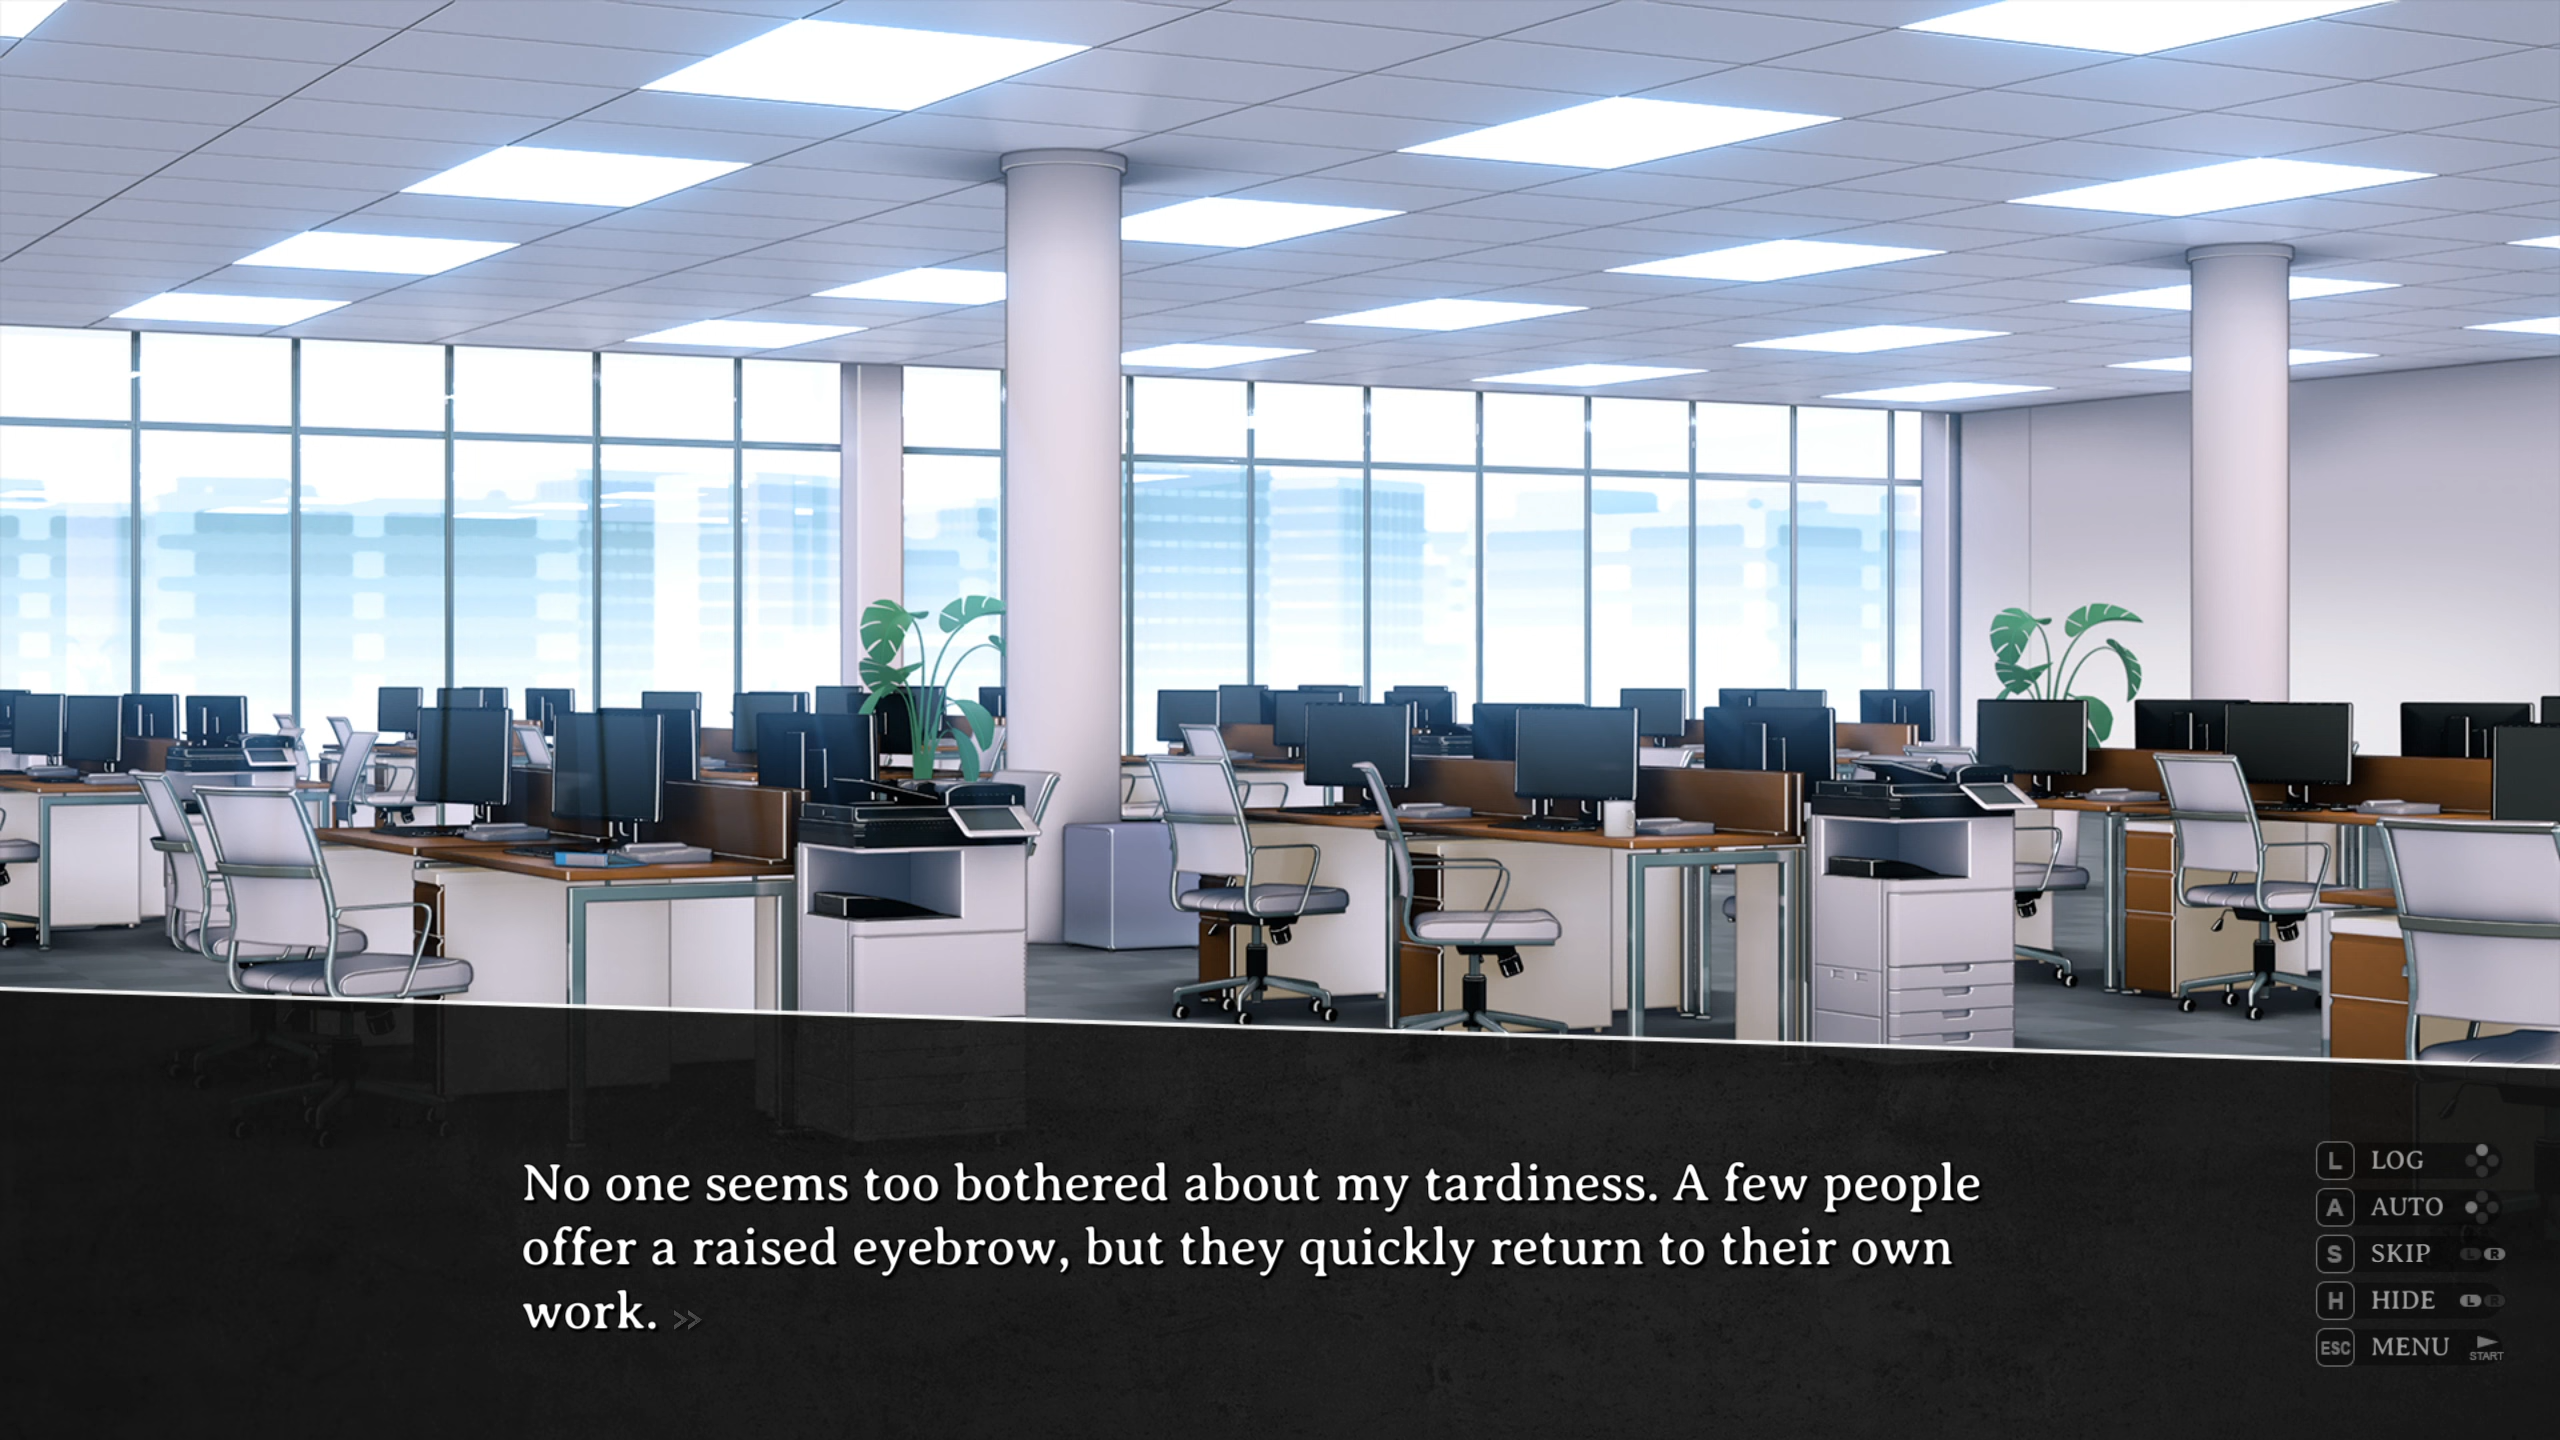 No one seems too bothered about my tardiness. A few people
offer a raised eyebrow, but they quickly return to their own
work. >>
L LOG
A AUTO
S SKIP L R
H HIDE L R
ESC MENU START